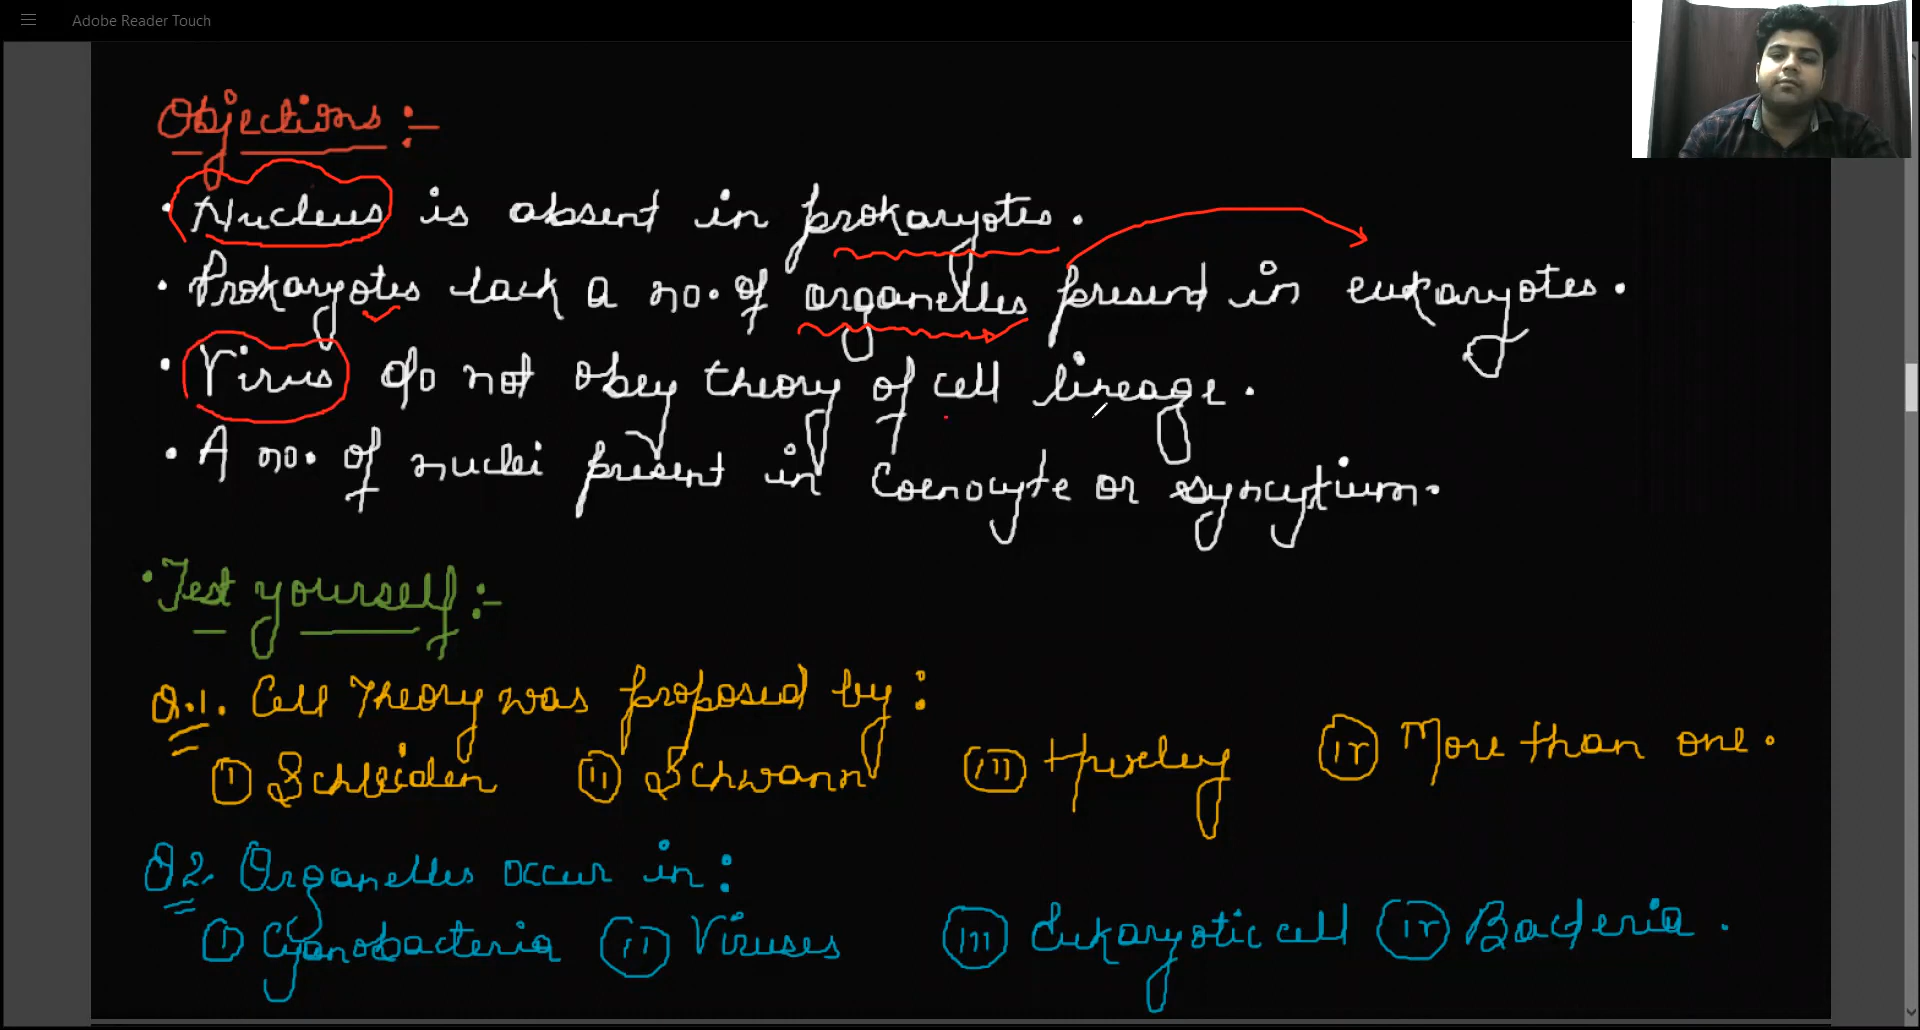 Adobe Reader Touch
Objections :-
• Nucleus is absent in prokaryotes.
• Prokaryotes lack a no. of organelles present in eukaryotes.
• Virus do not obey theory of cell lineage.
• A no. of nuclei present in Coenocyte or syncytium.
• Test yourself :-
Q.1. Cell Theory was proposed by :
(i) Schleiden (ii) Schwann (iii) Huxley (iv) More than one.
Q2. Organelles occur in :
(i) Cyanobacteria (ii) Viruses (iii) Eukaryotic cell (iv) Bacteria.